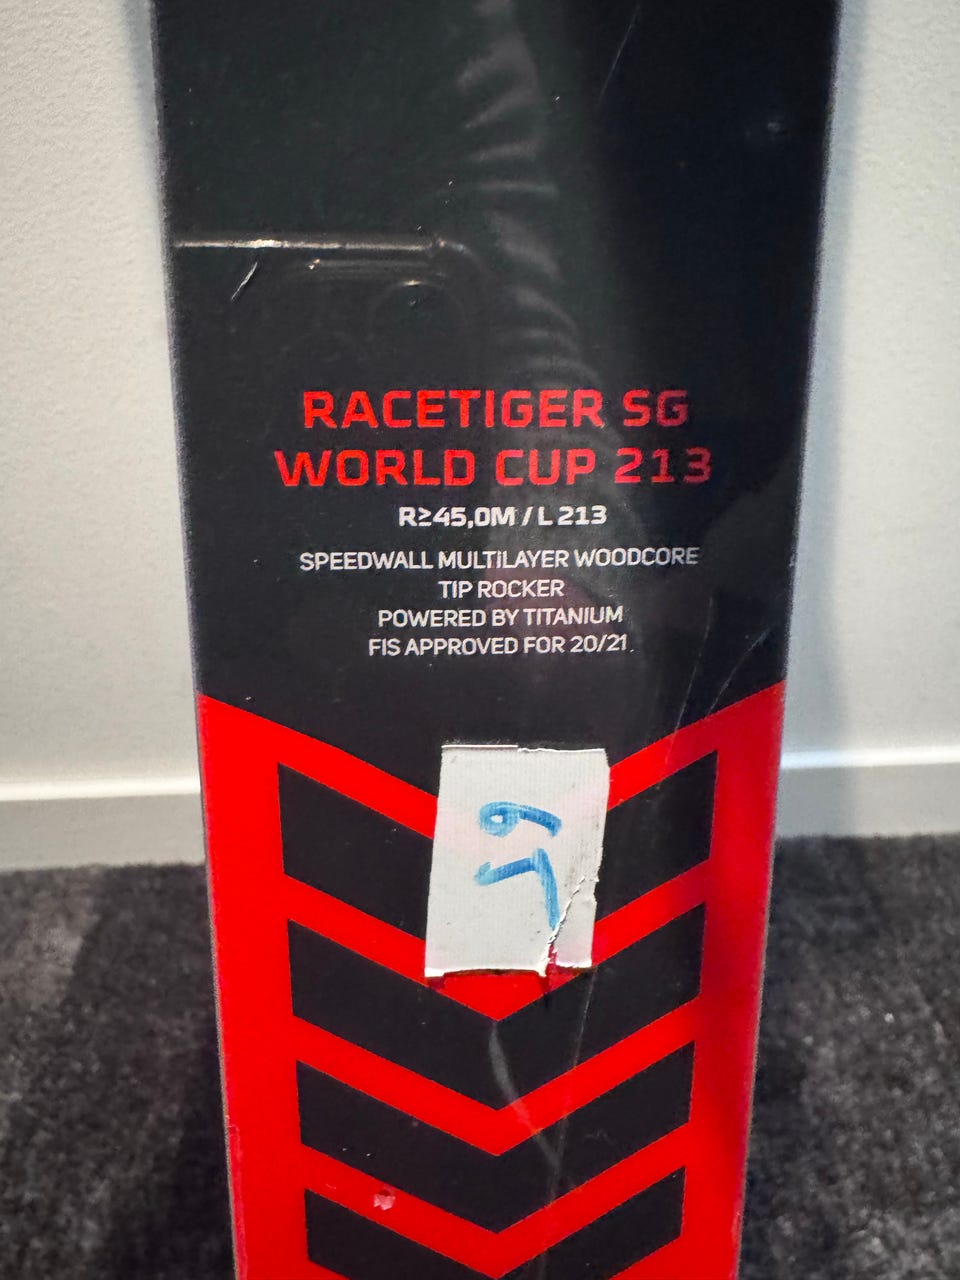 RACETIGER SG
WORLD CUP 213
R≥45,0M / L 213
SPEEDWALL MULTILAYER WOODCORE
TIP ROCKER
POWERED BY TITANIUM
FIS APPROVED FOR 20/21.